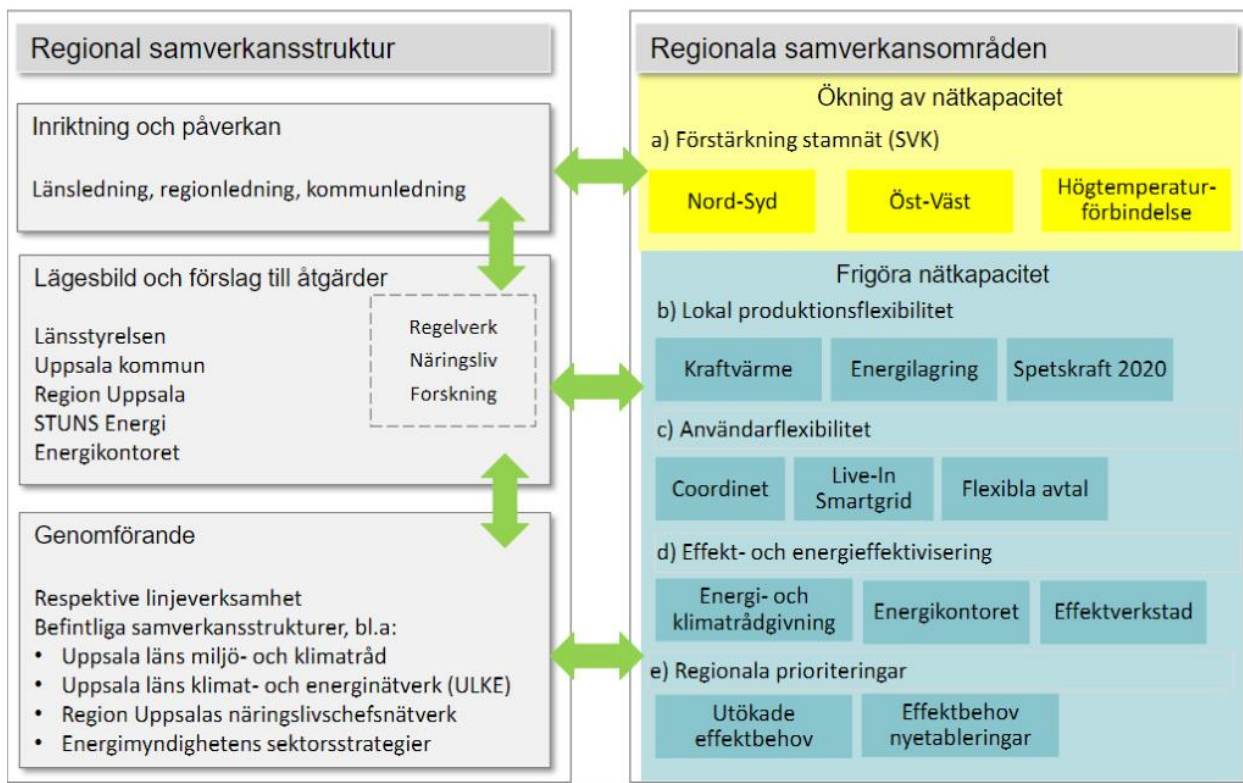 Regional samverkansstruktur
Inriktning och påverkan
Länsledning, regionledning, kommunledning
Lägesbild och förslag till åtgärder
Länsstyrelsen
Uppsala kommun
Region Uppsala
STUNS Energi
Energikontoret
Regelverk
Näringsliv
Forskning
Genomförande
Respektive linjeverksamhet
Befintliga samverkansstrukturer, bl.a:
• Uppsala läns miljö- och klimatråd
• Uppsala läns klimat- och energinätverk (ULKE)
• Region Uppsalas näringslivschefsnätverk
• Energimyndighetens sektorsstrategier
Regionala samverkansområden
Ökning av nätkapacitet
a) Förstärkning stamnät (SVK)
Nord-Syd
Öst-Väst
Högtemperatur-
förbindelse
Frigöra nätkapacitet
b) Lokal produktionsflexibilitet
Kraftvärme
Energilagring
Spetskraft 2020
c) Användarflexibilitet
Coordinet
Live-In
Smartgrid
Flexibla avtal
d) Effekt- och energieffektivisering
Energi- och
klimatrådgivning
Energikontoret
Effektverkstad
e) Regionala prioriteringar
Utökade
effektbehov
Effektbehov
nyetableringar